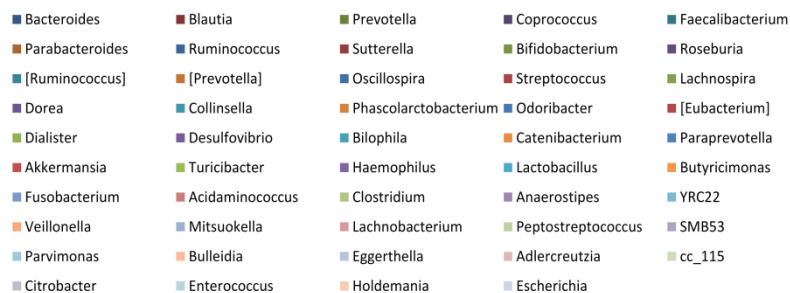 Bacteroides Blautia Prevotella Coprococcus Faecalibacterium
Parabacteroides Ruminococcus Sutterella Bifidobacterium Roseburia
[Ruminococcus] [Prevotella] Oscillospira Streptococcus Lachnospira
Dorea Collinsella Phascolarctobacterium Odoribacter [Eubacterium]
Dialister Desulfovibrio Bilophila Catenibacterium Paraprevotella
Akkermansia Turicibacter Haemophilus Lactobacillus Butyricimonas
Fusobacterium Acidaminococcus Clostridium Anaerostipes YRC22
Veillonella Mitsuokella Lachnobacterium Peptostreptococcus SMB53
Parvimonas Bulleidia Eggerthella Adlercreutzia cc_115
Citrobacter Enterococcus Holdemania Escherichia